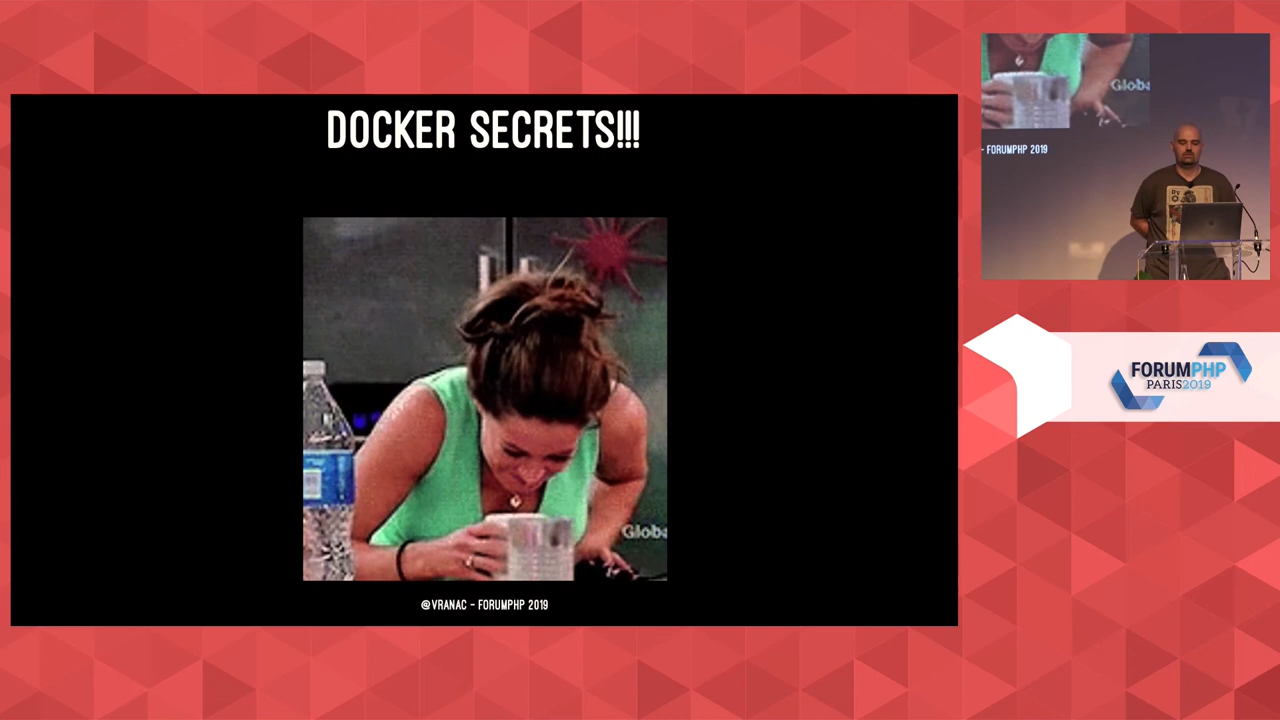 DOCKER SECRETS!!!
Globa
@VRANAC - FORUMPHP 2019
Globa
- FORUMPHP 2019
FORUMPHP
PARIS2019